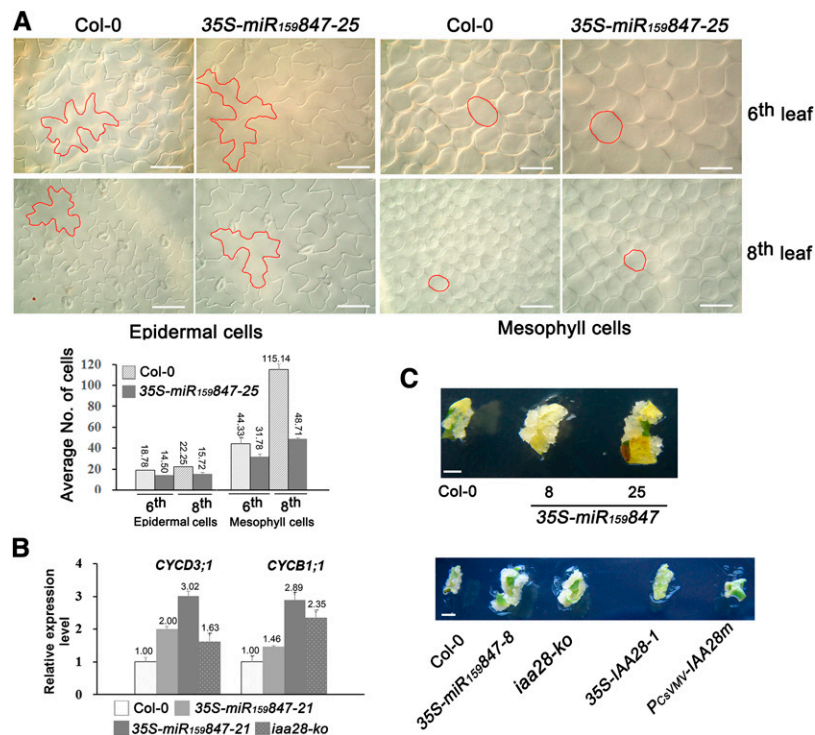 A
Col-0
35S-miR159847-25
Col-0
35S-miR159847-25
6th leaf
8th leaf
Epidermal cells
Mesophyll cells
Average No. of cells
120
100
80
60
40
20
Col-0
35S-miR159847-25
18.78
14.50
22.25
15.72
44.33
31.78
115.14
48.71
6th
8th
6th
8th
Epidermal cells
Mesophyll cells
B
Relative expression
level
4
3
2
1
0
CYCD3;1
CYCB1;1
1.00
2.00
3.02
1.63
1.00
1.46
2.89
2.35
Col-0
35S-miR159847-21
35S-miR159847-21
iaa28-ko
C
Col-0
8
25
35S-miR159847
Col-0
35S-miR159847-8
iaa28-ko
35S-IAA28-1
PCsVMV-IAA28m